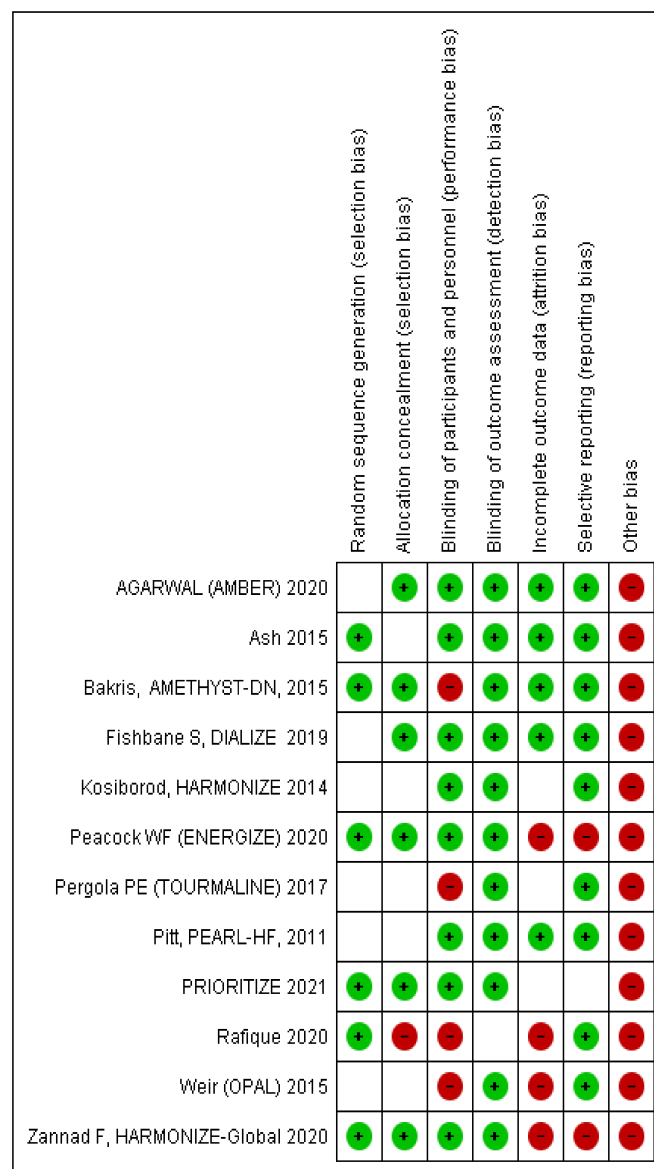 Random sequence generation (selection bias)
Allocation concealment (selection bias)
Blinding of participants and personnel (performance bias)
Blinding of outcome assessment (detection bias)
Incomplete outcome data (attrition bias)
Selective reporting (reporting bias)
Other bias
AGARWAL (AMBER) 2020 + + + + + -
Ash 2015 + + + + + -
Bakris, AMETHYST-DN, 2015 + + - + + + -
Fishbane S, DIALIZE 2019 + + + + + -
Kosiborod, HARMONIZE 2014 + + + -
Peacock WF (ENERGIZE) 2020 + + + + - - -
Pergola PE (TOURMALINE) 2017 - + + -
Pitt, PEARL-HF, 2011 + + + + -
PRIORITIZE 2021 + + + + -
Rafique 2020 + - - - + -
Weir (OPAL) 2015 - + - + -
Zannad F, HARMONIZE-Global 2020 + + + + - - -